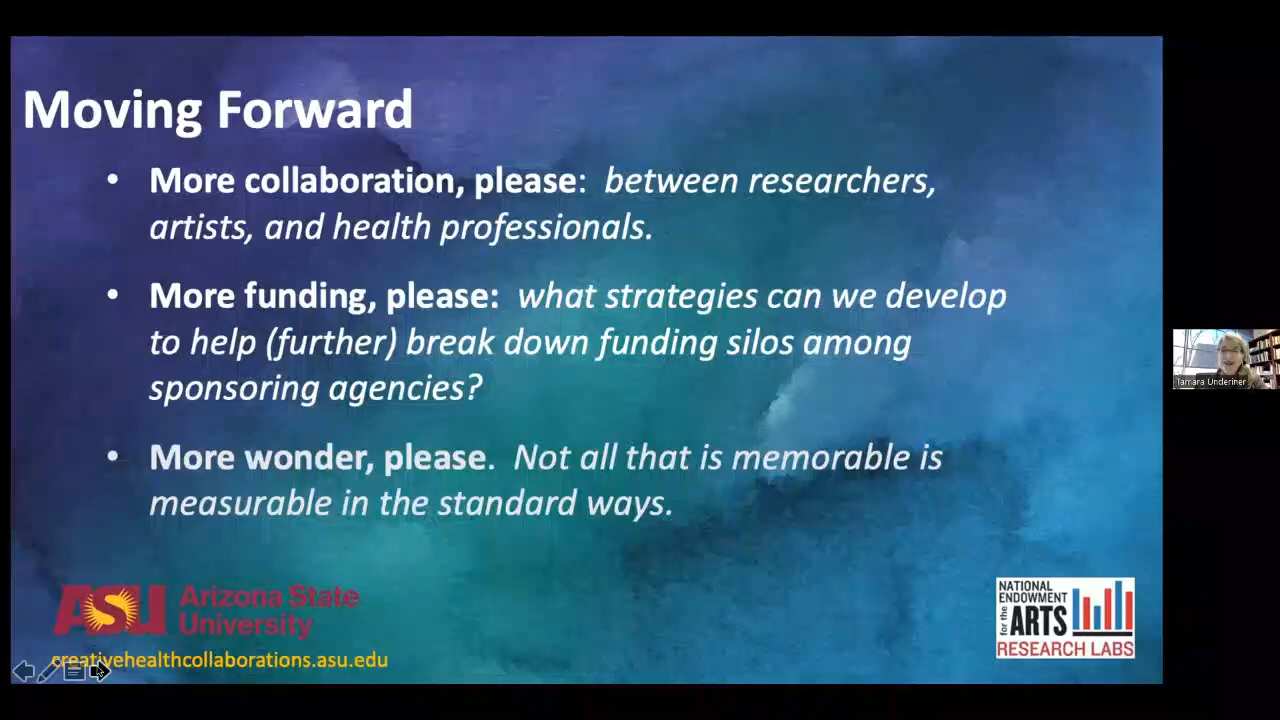 Moving Forward
• More collaboration, please: between researchers,
artists, and health professionals.
• More funding, please: what strategies can we develop
to help (further) break down funding silos among
sponsoring agencies?
• More wonder, please. Not all that is memorable is
measurable in the standard ways.
ASU Arizona State
University
creativehealthcollaborations.asu.edu
NATIONAL
ENDOWMENT
for the ARTS
RESEARCH LABS
Tamara Underiner